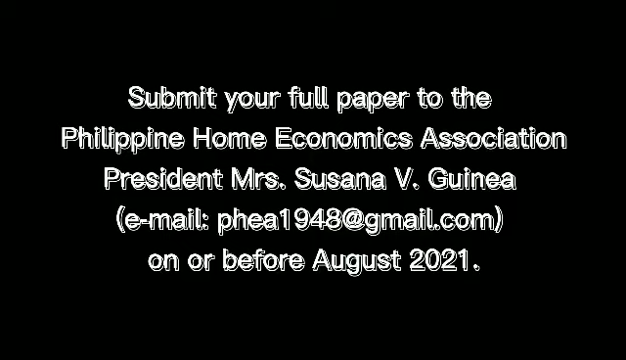 Submit your full paper to the
Philippine Home Economics Association
President Mrs. Susana V. Guinea
(e-mail: phea1948@gmail.com)
on or before August 2021.